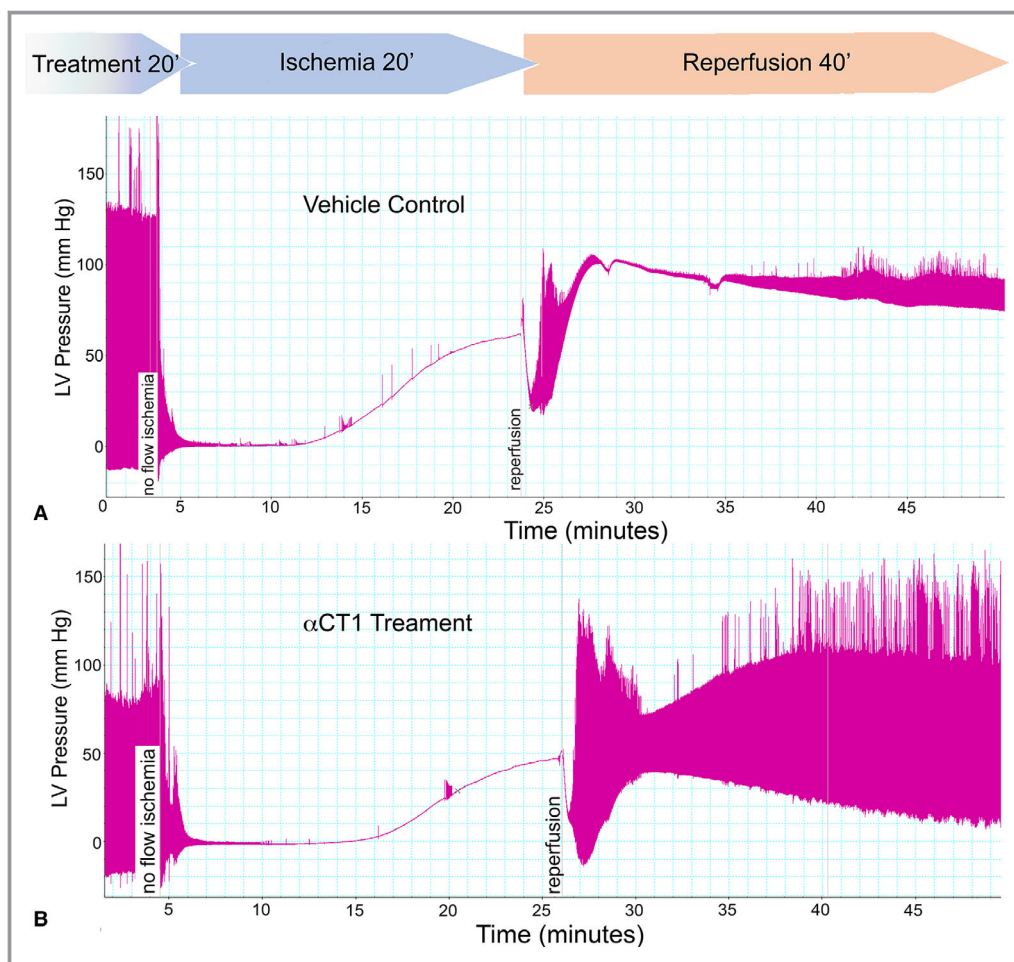 Treatment 20’
Ischemia 20’
Reperfusion 40’
LV Pressure (mm Hg)
150
100
50
0
Vehicle Control
no flow ischemia
reperfusion
0
5
10
15
20
25
30
35
40
45
A
Time (minutes)
LV Pressure (mm Hg)
150
100
50
0
αCT1 Treament
no flow ischemia
reperfusion
5
10
15
20
25
30
35
40
45
B
Time (minutes)